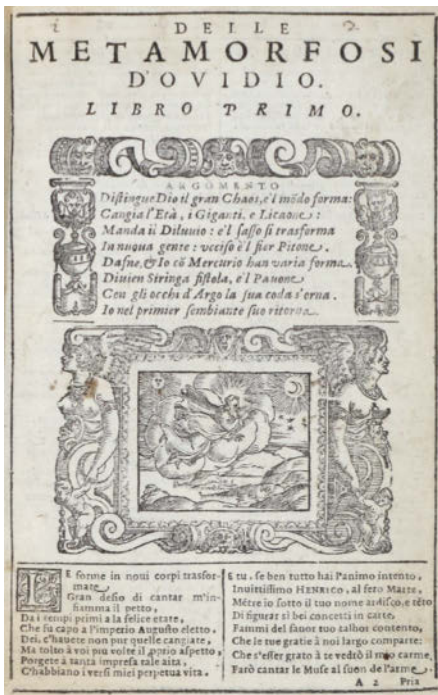 DELLE
METAMORFOSI
D'OVIDIO.
LIBRO PRIMO.
ARGOMENTO
Distingue Dio il gran Chaos, e'l mōdo forma:
Cangia l'Età, i Giganti, e Licaone:
Manda il Diluuio: e'l sasso si trasforma
In nuoua gente: vccise è'l fier Pitone.
Dafne, & Io cō Mercurio han varia forma.
Diuien Siringa fistola, e'l Pauone
Con gli occhi d'Argo la sua coda s'orna.
Io nel primier sembiante suo ritorna.
LE forme in noui corpi trasfor-
mate
Gran desio di cantar m'in-
fiamma il petto,
Da i tempi primi a la felice etate,
Che fu capo a l'imperio Augusto eletto.
Dei, c'hauete non pur quelle cangiate,
Ma tolto à voi piu volte il proprio aspetto,
Porgete à tanta impresa tale aita,
C'habbiano i versi miei perpetua vita.
E tu, se ben tutto hai l'animo intento,
Inuittissimo HENRICO, al fero Marte,
Mētre io sotto il tuo nome ardisco, e tēto
Di figurar sì bei concetti in carte,
Fammi del fauor tuo talhor contento,
Che le tue gratie à noi largo comparte:
Che s'esser grato à te vedrò il mio carme,
Farò cantar le Muse al suon de l'arme.
A 2 Pria